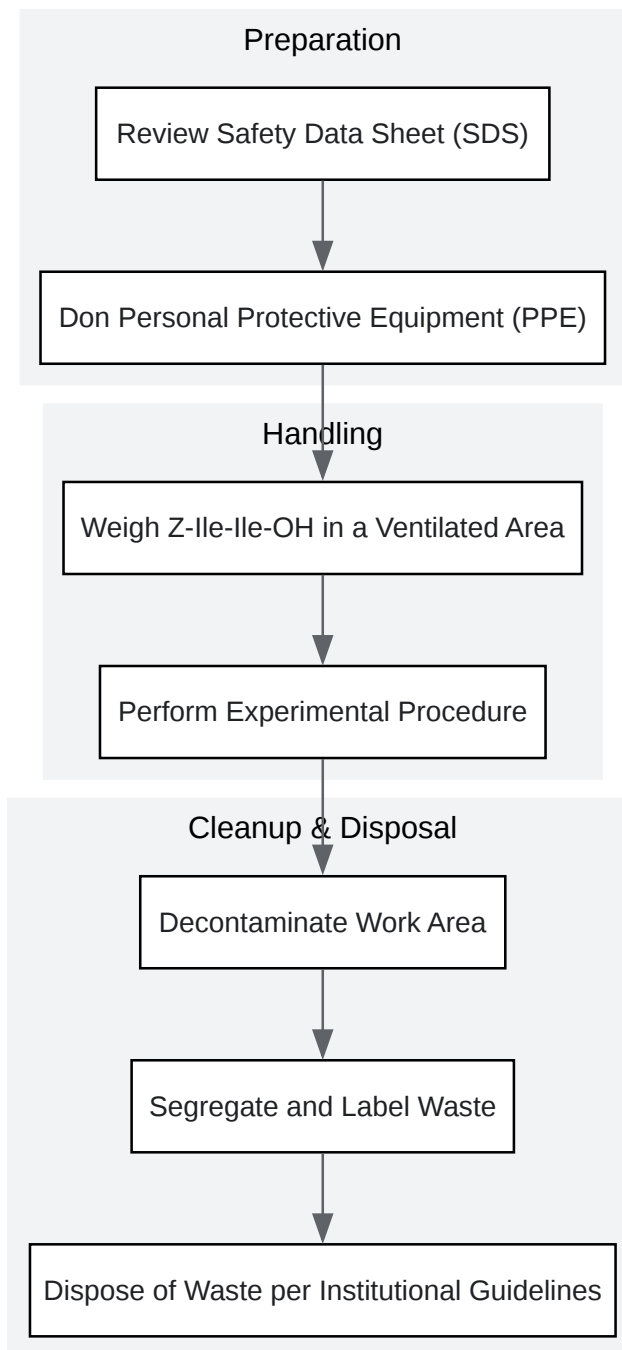 Preparation
Review Safety Data Sheet (SDS)
Don Personal Protective Equipment (PPE)
Handling
Weigh Z-Ile-Ile-OH in a Ventilated Area
Perform Experimental Procedure
Cleanup & Disposal
Decontaminate Work Area
Segregate and Label Waste
Dispose of Waste per Institutional Guidelines